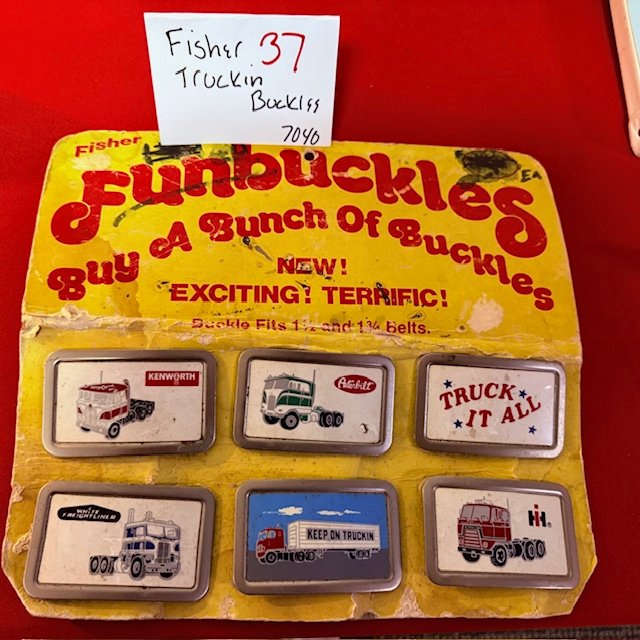 Fisher 37
Truckin
Buckles
7040
Fisher
EA
Funbuckles
Buy A Bunch Of Buckles
NEW!
EXCITING! TERRIFIC!
Buckle Fits 1½ and 1¾ Belts.
KENWORTH
Peterbilt
TRUCK
IT ALL
WHITE
FREIGHTLINER
KEEP ON TRUCKIN
IH